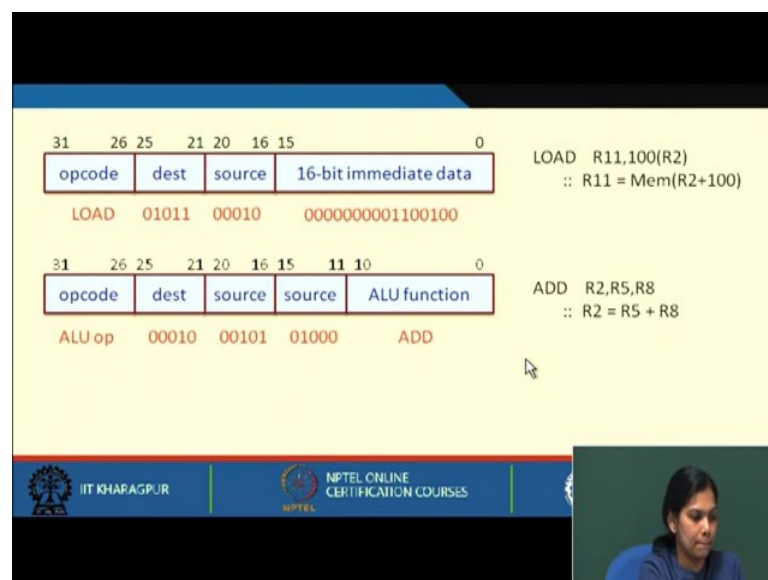 31 26 25 21 20 16 15 0
opcode dest source 16-bit immediate data
LOAD 01011 00010 0000000001100100
LOAD R11,100(R2)
:: R11 = Mem(R2+100)
31 26 25 21 20 16 15 11 10 0
opcode dest source source ALU function
ALU op 00010 00101 01000 ADD
ADD R2,R5,R8
:: R2 = R5 + R8
IIT KHARAGPUR
NPTEL ONLINE
CERTIFICATION COURSES
NPTEL